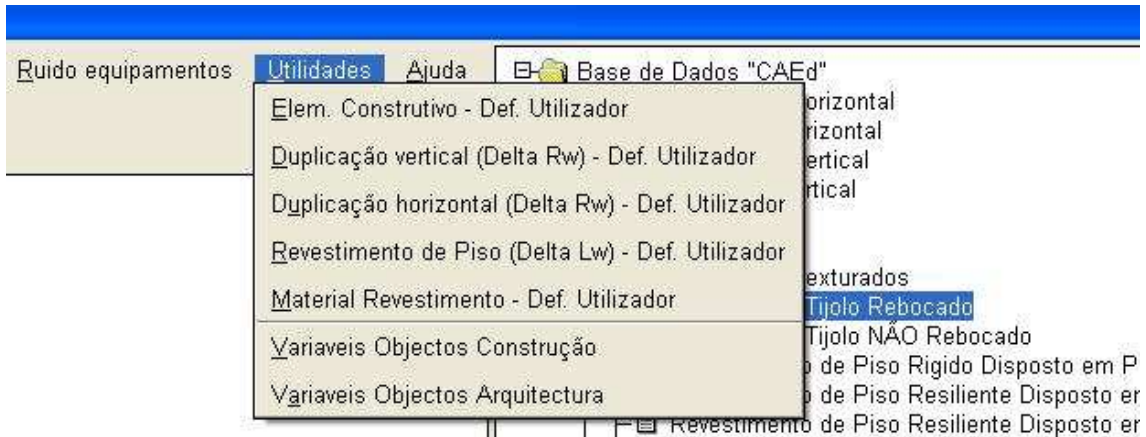 Ruido equipamentos Utilidades Ajuda
Elem. Construtivo - Def. Utilizador
Duplicação vertical (Delta Rw) - Def. Utilizador
Duplicação horizontal (Delta Rw) - Def. Utilizador
Revestimento de Piso (Delta Lw) - Def. Utilizador
Material Revestimento - Def. Utilizador
Variaveis Objectos Construção
Variaveis Objectos Arquitectura
Base de Dados "CAEd"
orizontal
rizontal
ertical
rtical
exturados
Tijolo Rebocado
Tijolo NÃO Rebocado
de Piso Rigido Disposto em P
de Piso Resiliente Disposto er
Revestimento de Piso Resiliente Disposto er